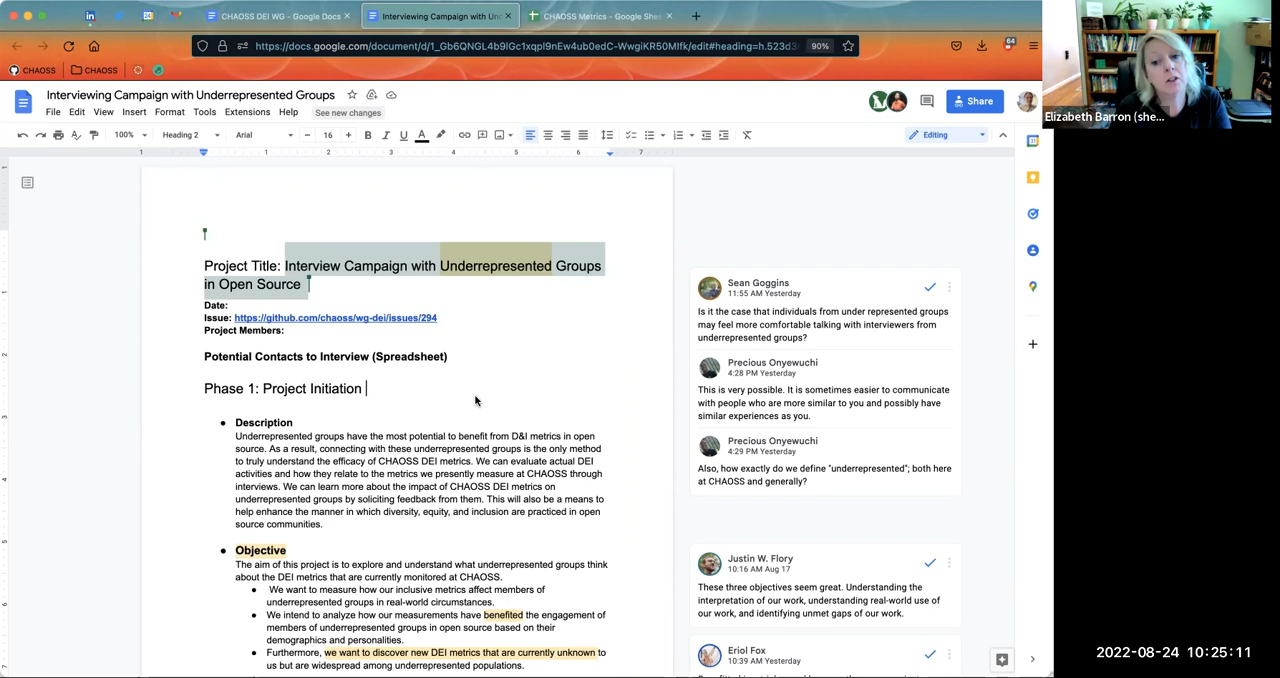 CHAOSS DEI WG - Google Docs
Interviewing Campaign with Und
CHAOSS Metrics - Google She
https://docs.google.com/document/d/1_Gb6QNGL4b9IGc1xqpI9nEw4ub0edC-WwgiKR50MIfk/edit#heading=h.523d3
90%
64
CHAOSS
CHAOSS
Interviewing Campaign with Underrepresented Groups
File Edit View Insert Format Tools Extensions Help See new changes
Share
100% Heading 2 Arial 16 B I U A Editing
1 1 2 3 4 5 6 7
Project Title: Interview Campaign with Underrepresented Groups
in Open Source
Date:
Issue: https://github.com/chaoss/wg-dei/issues/294
Project Members:
Potential Contacts to Interview (Spreadsheet)
Phase 1: Project Initiation
● Description
Underrepresented groups have the most potential to benefit from D&I metrics in open
source. As a result, connecting with these underrepresented groups is the only method
to truly understand the efficacy of CHAOSS DEI metrics. We can evaluate actual DEI
activities and how they relate to the metrics we presently measure at CHAOSS through
interviews. We can learn more about the impact of CHAOSS DEI metrics on
underrepresented groups by soliciting feedback from them. This will also be a means to
help enhance the manner in which diversity, equity, and inclusion are practiced in open
source communities.
● Objective
The aim of this project is to explore and understand what underrepresented groups think
about the DEI metrics that are currently monitored at CHAOSS.
● We want to measure how our inclusive metrics affect members of
underrepresented groups in real-world circumstances.
● We intend to analyze how our measurements have benefited the engagement of
members of underrepresented groups in open source based on their
demographics and personalities.
● Furthermore, we want to discover new DEI metrics that are currently unknown to
us but are widespread among underrepresented populations.
Sean Goggins
11:55 AM Yesterday
Is it the case that individuals from under represented groups
may feel more comfortable talking with interviewers from
underrepresented groups?
Precious Onyewuchi
4:28 PM Yesterday
This is very possible. It is sometimes easier to communicate
with people who are more similar to you and possibly have
similar experiences as you.
Precious Onyewuchi
4:29 PM Yesterday
Also, how exactly do we define "underrepresented"; both here
at CHAOSS and generally?
Justin W. Flory
10:16 AM Aug 17
These three objectives seem great. Understanding the
interpretation of our work, understanding real-world use of
our work, and identifying unmet gaps of our work.
Eriol Fox
10:39 AM Yesterday
Elizabeth Barron (she...
2022-08-24 10:25:11